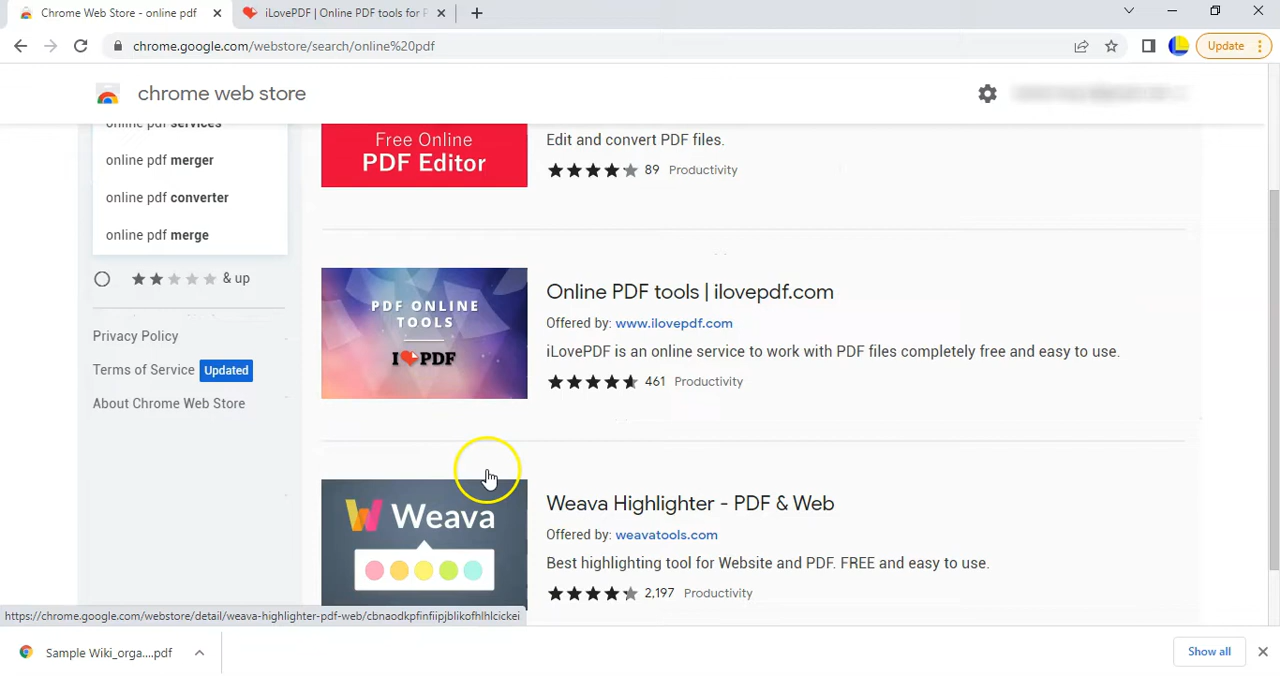 Chrome Web Store - online pdf
iLovePDF | Online PDF tools for P
chrome.google.com/webstore/search/online%20pdf
Update
chrome web store
online pdf services
online pdf merger
online pdf converter
online pdf merge
& up
Privacy Policy
Terms of Service Updated
About Chrome Web Store
Free Online
PDF Editor
Edit and convert PDF files.
89 Productivity
PDF ONLINE
TOOLS
I PDF
Online PDF tools | ilovepdf.com
Offered by: www.ilovepdf.com
iLovePDF is an online service to work with PDF files completely free and easy to use.
461 Productivity
Weava
Weava Highlighter - PDF & Web
Offered by: weavatools.com
Best highlighting tool for Website and PDF. FREE and easy to use.
2,197 Productivity
https://chrome.google.com/webstore/detail/weava-highlighter-pdf-web/cbnaodkpfinfiipjblikofhlhlcickei
Sample Wiki_orga....pdf
Show all